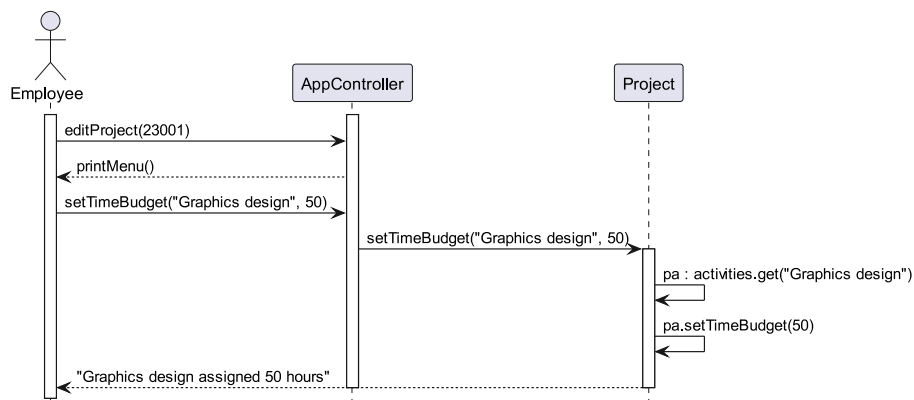 Employee
AppController
Project
editProject(23001)
printMenu()
setTimeBudget("Graphics design", 50)
setTimeBudget("Graphics design", 50)
pa : activities.get("Graphics design")
pa.setTimeBudget(50)
"Graphics design assigned 50 hours"